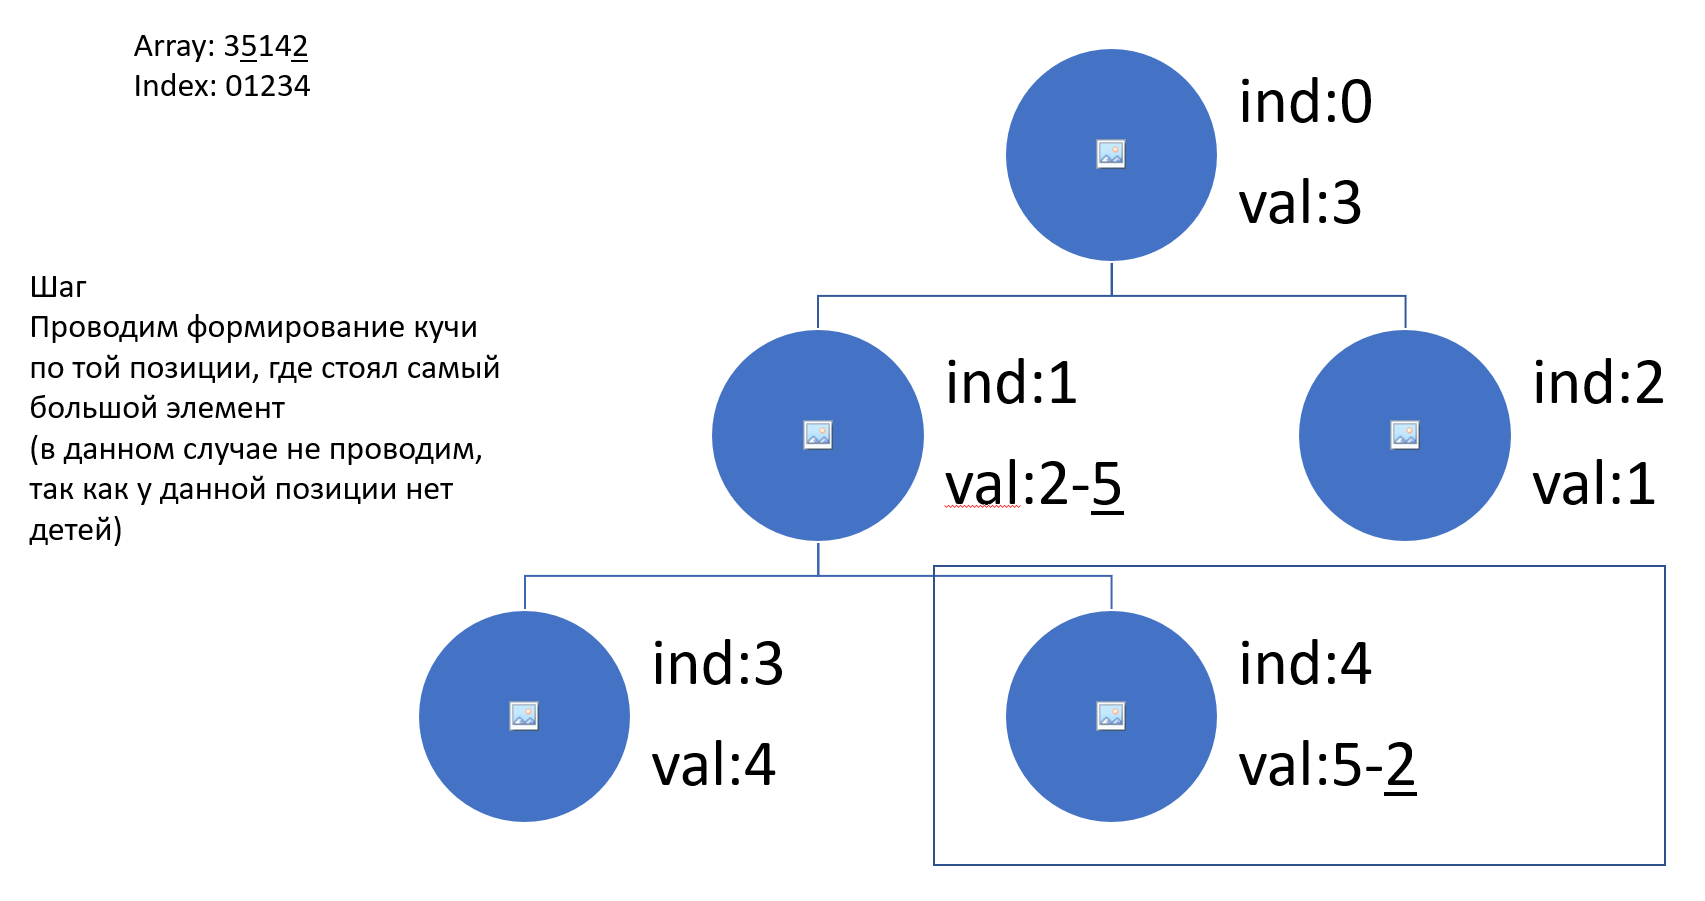 Array: 35142
Index: 01234
ind:0
val:3
Шаг
Проводим формирование кучи
по той позиции, где стоял самый
большой элемент
(в данном случае не проводим,
так как у данной позиции нет
детей)
ind:1
val:2-5
ind:2
val:1
ind:3
val:4
ind:4
val:5-2